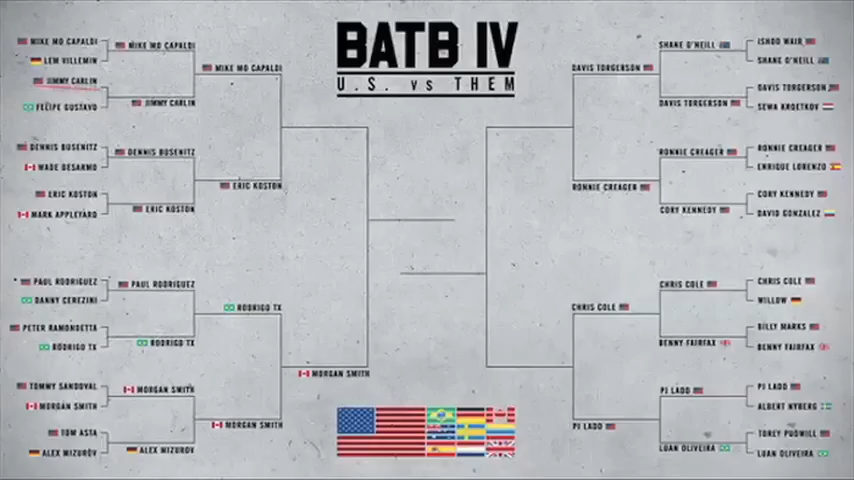 BATB IV
U.S. VS THEM
MIKE MO CAPALDI
LEM VILLEMIN
JIMMY CARLIN
FELIPE GUSTAVO
DENNIS BUSENITZ
WADE DESARMO
ERIC KOSTON
MARK APPLEYARD
PAUL RODRIGUEZ
DANNY CEREZINI
PETER RAMONDETTA
RODRIGO TX
TOMMY SANDOVAL
MORGAN SMITH
TOM ASTA
ALEX MIZUROV
MIKE MO CAPALDI
JIMMY CARLIN
DENNIS BUSENITZ
ERIC KOSTON
PAUL RODRIGUEZ
RODRIGO TX
MORGAN SMITH
ALEX MIZUROV
MIKE MO CAPALDI
ERIC KOSTON
RODRIGO TX
MORGAN SMITH
MORGAN SMITH
DAVIS TORGERSON
RONNIE CREAGER
CHRIS COLE
PJ LADD
SHANE O'NEILL
DAVIS TORGERSON
RONNIE CREAGER
CORY KENNEDY
CHRIS COLE
BENNY FAIRFAX
PJ LADD
LUAN OLIVEIRA
ISHOD WAIR
SHANE O'NEILL
DAVIS TORGERSON
SEWA KROETKOV
RONNIE CREAGER
ENRIQUE LORENZO
CORY KENNEDY
DAVID GONZALEZ
CHRIS COLE
WILLOW
BILLY MARKS
BENNY FAIRFAX
PJ LADD
ALBERT NYBERG
TOREY PUDWILL
LUAN OLIVEIRA